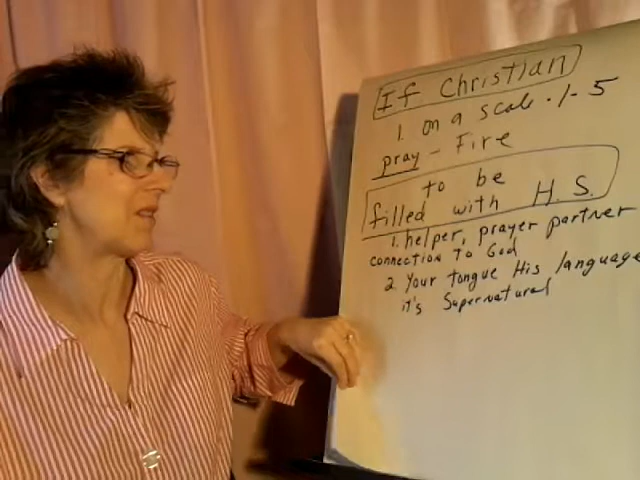 If Christian
1. on a scale . 1-5
pray - Fire
to be
filled with H. S.
1. helper, prayer partner
connection to God
2. Your tongue His language
it's Supernatural